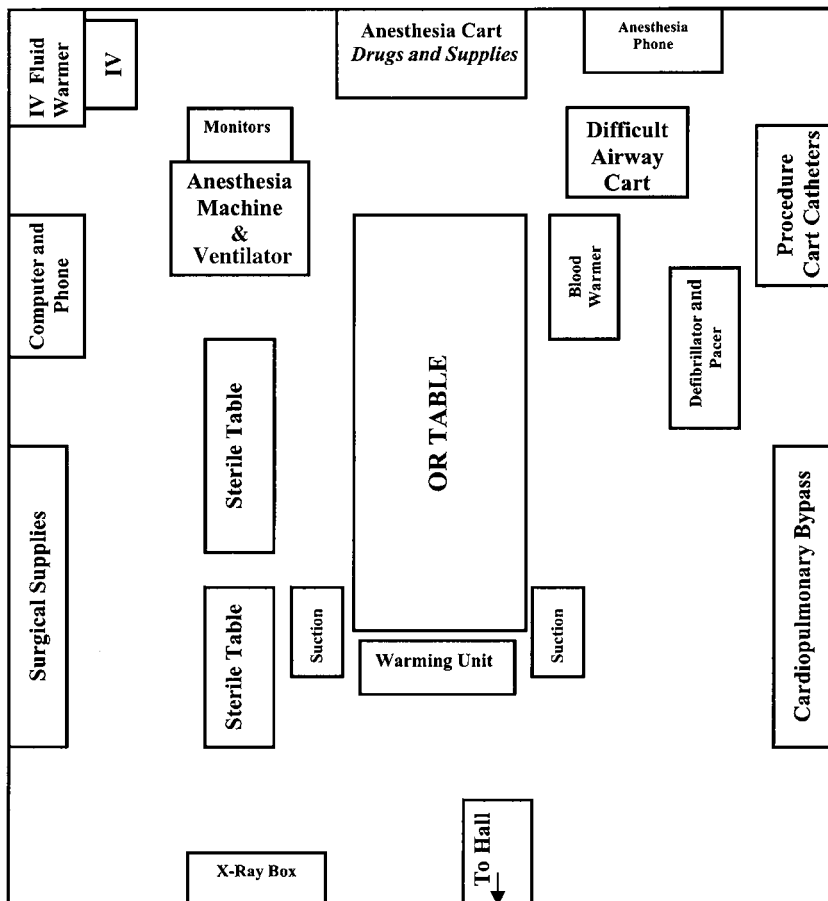 IV Fluid
Warmer
IV
Anesthesia Cart
Drugs and Supplies
Anesthesia
Phone
Monitors
Anesthesia
Machine
&
Ventilator
Difficult
Airway
Cart
Procedure
Cart Catheters
Computer and
Phone
Blood
Warmer
Defibrillator and
Pacer
Sterile Table
OR TABLE
Surgical Supplies
Cardiopulmonary Bypass
Sterile Table
Suction
Warming Unit
Suction
X-Ray Box
To Hall